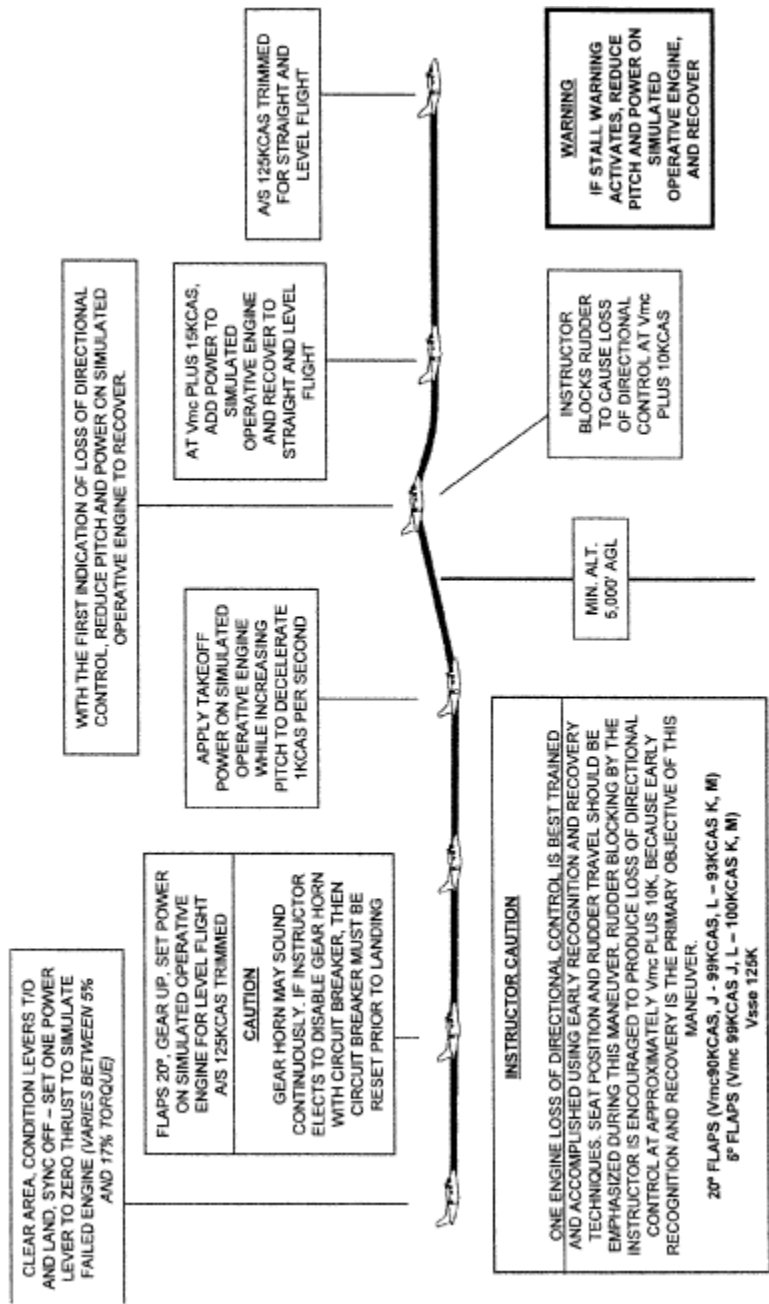 CLEAR AREA, CONDITION LEVERS T/O
AND LAND, SYNC OFF – SET ONE POWER
LEVER TO ZERO THRUST TO SIMULATE
FAILED ENGINE (VARIES BETWEEN 5%
AND 17% TORQUE)
FLAPS 20°, GEAR UP, SET POWER
ON SIMULATED OPERATIVE
ENGINE FOR LEVEL FLIGHT
A/S 125KCAS TRIMMED
CAUTION
GEAR HORN MAY SOUND
CONTINUOUSLY. IF INSTRUCTOR
ELECTS TO DISABLE GEAR HORN
WITH CIRCUIT BREAKER, THEN
CIRCUIT BREAKER MUST BE
RESET PRIOR TO LANDING
APPLY TAKEOFF
POWER ON SIMULATED
OPERATIVE ENGINE
WHILE INCREASING
PITCH TO DECELERATE
1KCAS PER SECOND
WITH THE FIRST INDICATION OF LOSS OF DIRECTIONAL
CONTROL, REDUCE PITCH AND POWER ON SIMULATED
OPERATIVE ENGINE TO RECOVER.
AT Vmc PLUS 15KCAS,
ADD POWER TO
SIMULATED
OPERATIVE ENGINE
AND RECOVER TO
STRAIGHT AND LEVEL
FLIGHT
A/S 125KCAS TRIMMED
FOR STRAIGHT AND
LEVEL FLIGHT
INSTRUCTOR CAUTION
ONE ENGINE LOSS OF DIRECTIONAL CONTROL IS BEST TRAINED
AND ACCOMPLISHED USING EARLY RECOGNITION AND RECOVERY
TECHNIQUES. SEAT POSITION AND RUDDER TRAVEL SHOULD BE
EMPHASIZED DURING THIS MANEUVER. RUDDER BLOCKING BY THE
INSTRUCTOR IS ENCOURAGED TO PRODUCE LOSS OF DIRECTIONAL
CONTROL AT APPROXIMATELY Vmc PLUS 10K, BECAUSE EARLY
RECOGNITION AND RECOVERY IS THE PRIMARY OBJECTIVE OF THIS
MANEUVER.
20° FLAPS (Vmc90KCAS, J - 99KCAS, L – 93KCAS K, M)
5° FLAPS (Vmc 99KCAS J, L – 100KCAS K, M)
Vsse 125K
MIN. ALT.
5,000' AGL
INSTRUCTOR
BLOCKS RUDDER
TO CAUSE LOSS
OF DIRECTIONAL
CONTROL AT Vmc
PLUS 10KCAS
WARNING
IF STALL WARNING
ACTIVATES, REDUCE
PITCH AND POWER ON
SIMULATED
OPERATIVE ENGINE,
AND RECOVER